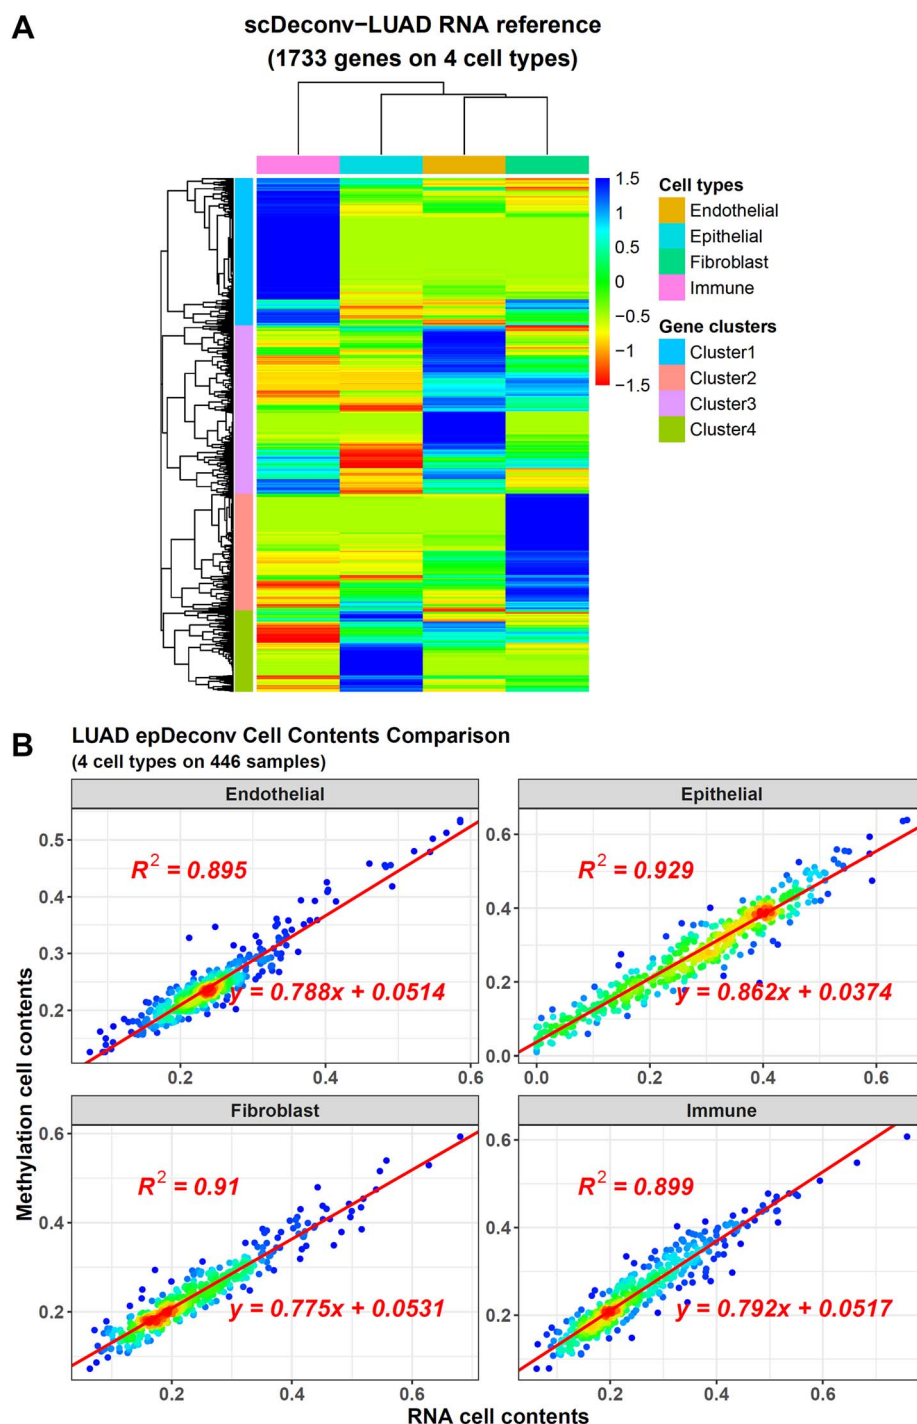 A
scDeconv−LUAD RNA reference
(1733 genes on 4 cell types)
1.5
1
0.5
0
−0.5
−1
−1.5
Cell types
Endothelial
Epithelial
Fibroblast
Immune
Gene clusters
Cluster1
Cluster2
Cluster3
Cluster4
B
LUAD epDeconv Cell Contents Comparison
(4 cell types on 446 samples)
Methylation cell contents
Endothelial
0.5
0.4
0.3
0.2
R² = 0.895
y = 0.788x + 0.0514
0.2 0.4 0.6
Epithelial
0.6
0.4
0.2
0.0
R² = 0.929
y = 0.862x + 0.0374
0.0 0.2 0.4 0.6
Fibroblast
0.6
0.4
0.2
R² = 0.91
y = 0.775x + 0.0531
0.2 0.4 0.6
Immune
0.6
0.4
0.2
R² = 0.899
y = 0.792x + 0.0517
0.2 0.4 0.6
RNA cell contents